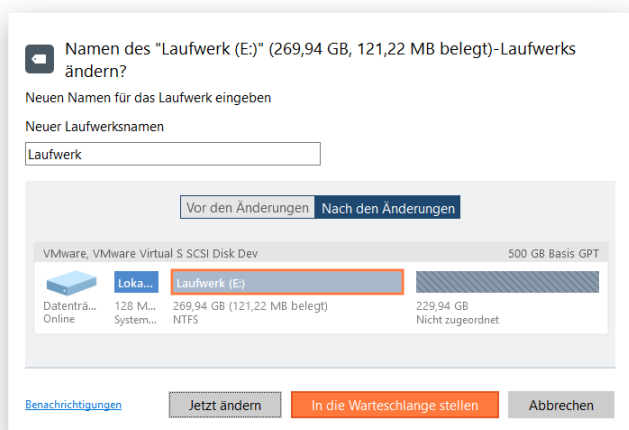 Namen des "Laufwerk (E:)" (269,94 GB, 121,22 MB belegt)-Laufwerks
ändern?
Neuen Namen für das Laufwerk eingeben
Neuer Laufwerksnamen
Laufwerk
Vor den Änderungen Nach den Änderungen
VMware, VMware Virtual S SCSI Disk Dev 500 GB Basis GPT
Loka... Laufwerk (E:)
Datenträ... 128 M... 269,94 GB (121,22 MB belegt) 229,94 GB
Online System... NTFS Nicht zugeordnet
Benachrichtigungen Jetzt ändern In die Warteschlange stellen Abbrechen